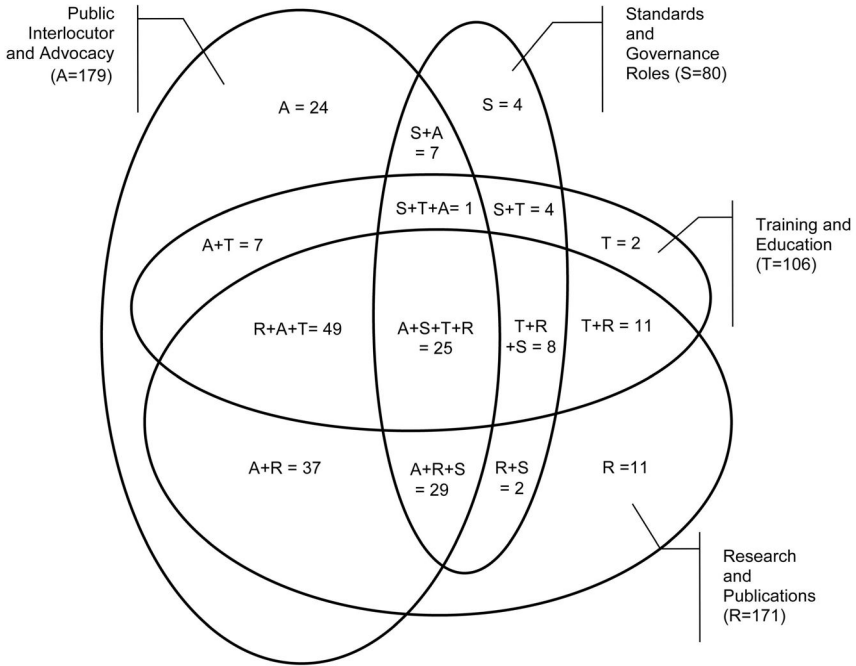 Public
Interlocutor
and Advocacy
(A=179)
Standards
and
Governance
Roles (S=80)
A = 24
S = 4
S+A
= 7
S+T+A= 1
S+T = 4
Training and
Education
(T=106)
A+T = 7
T = 2
R+A+T= 49
A+S+T+R
= 25
T+R
+S = 8
T+R = 11
A+R = 37
A+R+S
= 29
R+S
= 2
R =11
Research
and
Publications
(R=171)